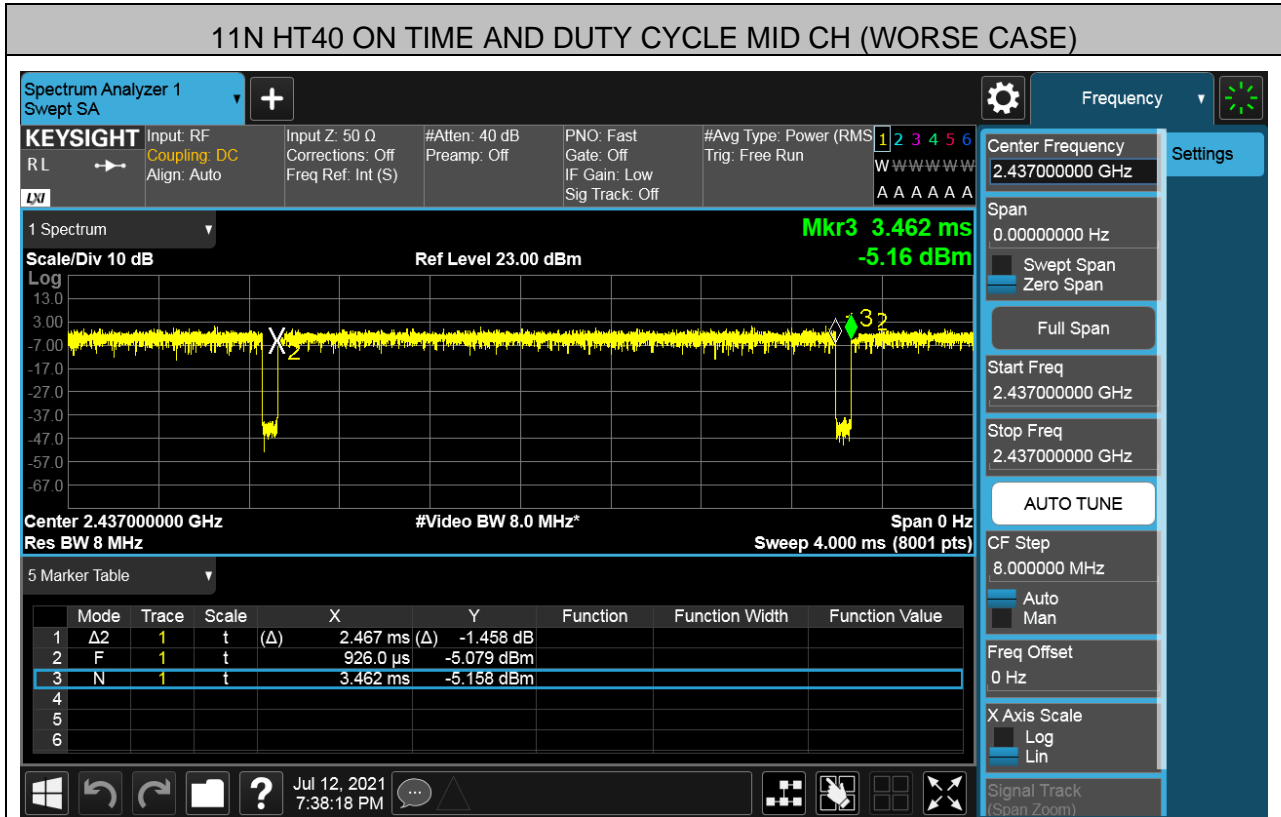 11N HT40 ON TIME AND DUTY CYCLE MID CH (WORSE CASE)
Spectrum Analyzer 1
Swept SA
+
Frequency
KEYSIGHT
RL
LXI
Input: RF
Coupling: DC
Align: Auto
Input Z: 50 Ω
Corrections: Off
Freq Ref: Int (S)
#Atten: 40 dB
Preamp: Off
PNO: Fast
Gate: Off
IF Gain: Low
Sig Track: Off
#Avg Type: Power (RMS
Trig: Free Run
1 2 3 4 5 6
W W W W W W
A A A A A A
1 Spectrum
Mkr3 3.462 ms
Scale/Div 10 dB
Ref Level 23.00 dBm
-5.16 dBm
Log
13.0
3.00
-7.00
-17.0
-27.0
-37.0
-47.0
-57.0
-67.0
X2
1
3
2
Center 2.437000000 GHz
#Video BW 8.0 MHz*
Span 0 Hz
Res BW 8 MHz
Sweep 4.000 ms (8001 pts)
5 Marker Table
Mode Trace Scale X Y Function Function Width Function Value
1 Δ2 1 t (Δ) 2.467 ms (Δ) -1.458 dB
2 F 1 t 926.0 µs -5.079 dBm
3 N 1 t 3.462 ms -5.158 dBm
4
5
6
?
Jul 12, 2021
7:38:18 PM
Center Frequency
2.437000000 GHz
Settings
Span
0.00000000 Hz
Swept Span
Zero Span
Full Span
Start Freq
2.437000000 GHz
Stop Freq
2.437000000 GHz
AUTO TUNE
CF Step
8.000000 MHz
Auto
Man
Freq Offset
0 Hz
X Axis Scale
Log
Lin
Signal Track
(Span Zoom)